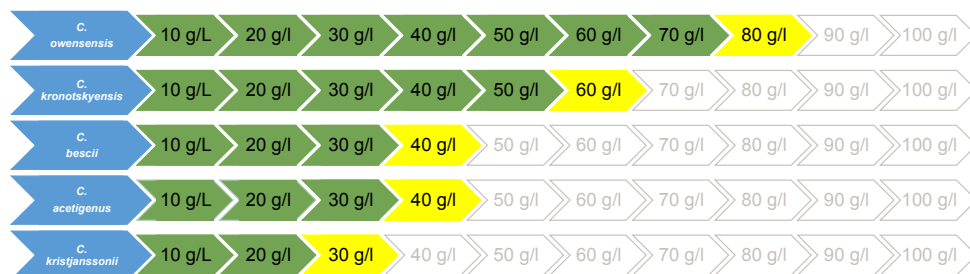 C.
owensensis 10 g/L 20 g/l 30 g/l 40 g/l 50 g/l 60 g/l 70 g/l 80 g/l 90 g/l 100 g/l
C.
kronotskyensis 10 g/L 20 g/l 30 g/l 40 g/l 50 g/l 60 g/l 70 g/l 80 g/l 90 g/l 100 g/l
C.
bescii 10 g/L 20 g/l 30 g/l 40 g/l 50 g/l 60 g/l 70 g/l 80 g/l 90 g/l 100 g/l
C.
acetigenus 10 g/L 20 g/l 30 g/l 40 g/l 50 g/l 60 g/l 70 g/l 80 g/l 90 g/l 100 g/l
C.
kristjanssonii 10 g/L 20 g/l 30 g/l 40 g/l 50 g/l 60 g/l 70 g/l 80 g/l 90 g/l 100 g/l